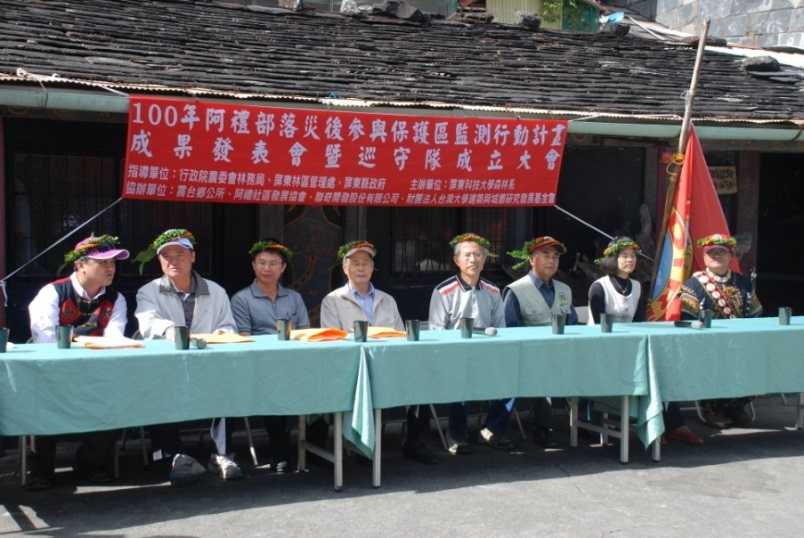 100年阿禮部落災後參與保護區監測行動計畫
成果發表會暨巡守隊成立大會
指導單位：行政院農委會林務局、屏東林區管理處、屏東縣政府 主辦單位：屏東科技大學森林系
協辦單位：霧台鄉公所、阿禮社區發展協會、聯奇開發股份有限公司、財團法人台灣大學建築與城鄉研究發展基金會